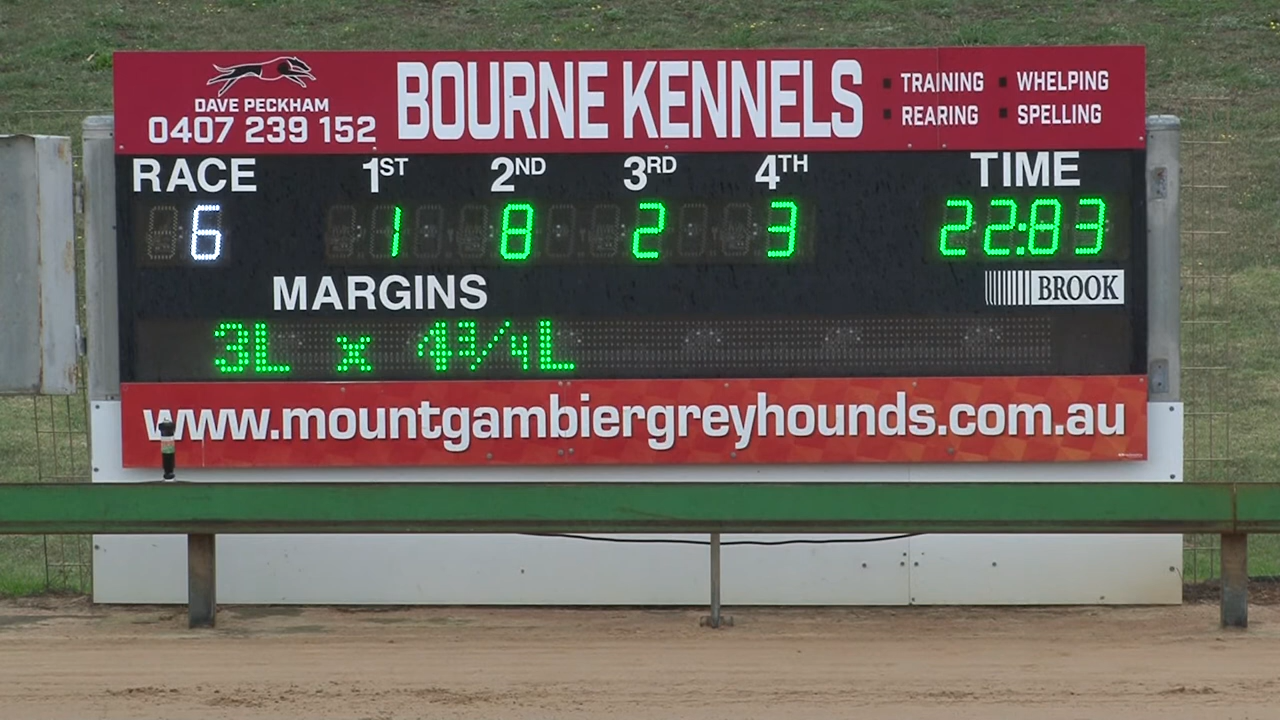 DAVE PECKHAM
0407 239 152
BOURNE KENNELS
▪ TRAINING ▪ WHELPING
▪ REARING ▪ SPELLING
RACE 1ST 2ND 3RD 4TH TIME
6 1 8 2 3 22:83
MARGINS
BROOK
3L x 4¾L
www.mountgambiergreyhounds.com.au